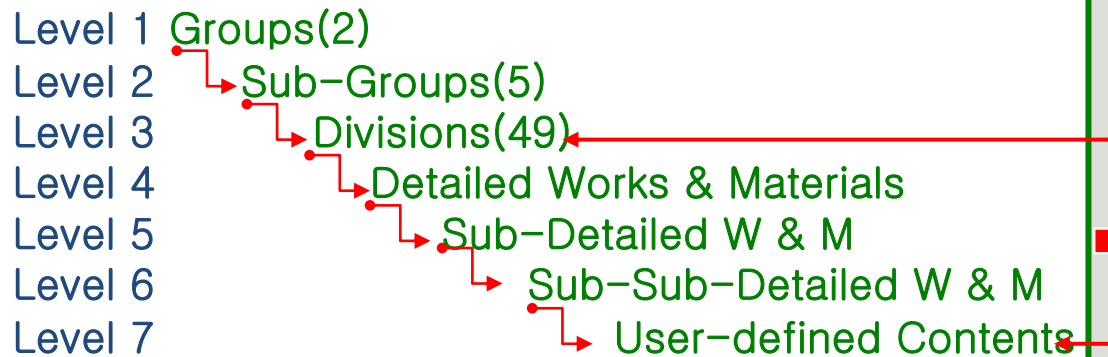 Level 1 Groups(2)
Level 2 Sub-Groups(5)
Level 3 Divisions(49)
Level 4 Detailed Works & Materials
Level 5 Sub-Detailed W & M
Level 6 Sub-Sub-Detailed W & M
Level 7 User-defined Contents